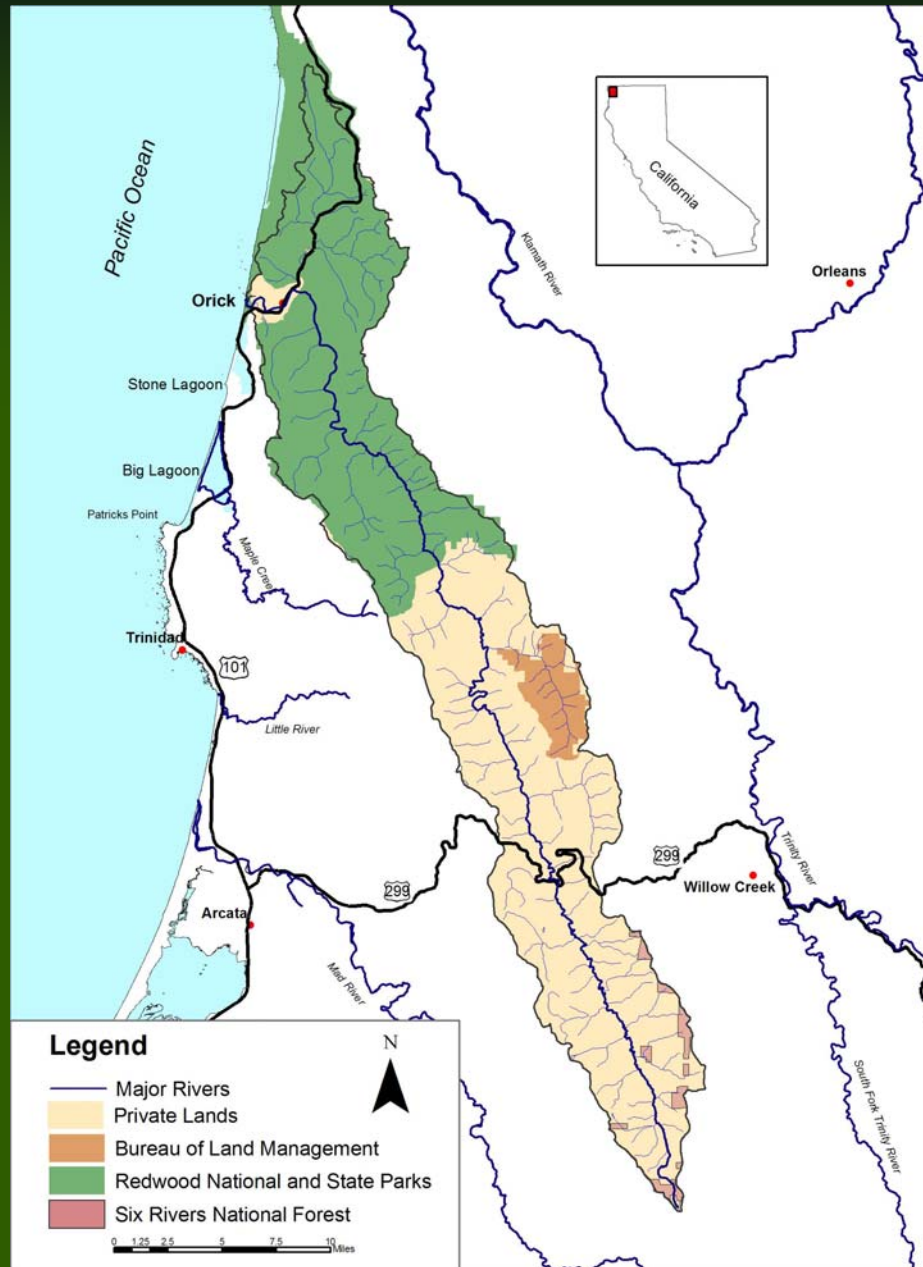 Pacific Ocean
California
Klamath River
Orleans
Orick
Stone Lagoon
Big Lagoon
Patricks Point
Maple Creek
Trinidad
101
Little River
Trinity River
299
299
Willow Creek
Arcata
Mad River
South Fork Trinity River
Legend
N
Major Rivers
Private Lands
Bureau of Land Management
Redwood National and State Parks
Six Rivers National Forest
0 1.25 2.5 5 7.5 10
Miles